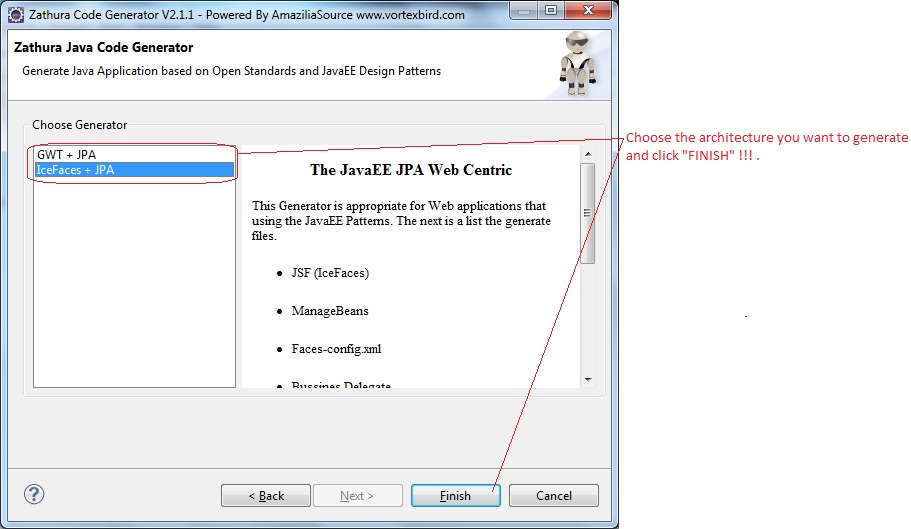 Zathura Code Generator V2.1.1 - Powered By AmaziliaSource www.vortexbird.com
Zathura Java Code Generator
Generate Java Application based on Open Standards and JavaEE Design Patterns
Choose Generator
GWT + JPA
IceFaces + JPA
The JavaEE JPA Web Centric
This Generator is appropriate for Web applications that
using the JavaEE Patterns. The next is a list the generate
files.
• JSF (IceFaces)
• ManageBeans
• Faces-config.xml
• Bussines Delegate
Choose the architecture you want to generate
and click "FINISH" !!! .
?
< Back
Next >
Finish
Cancel